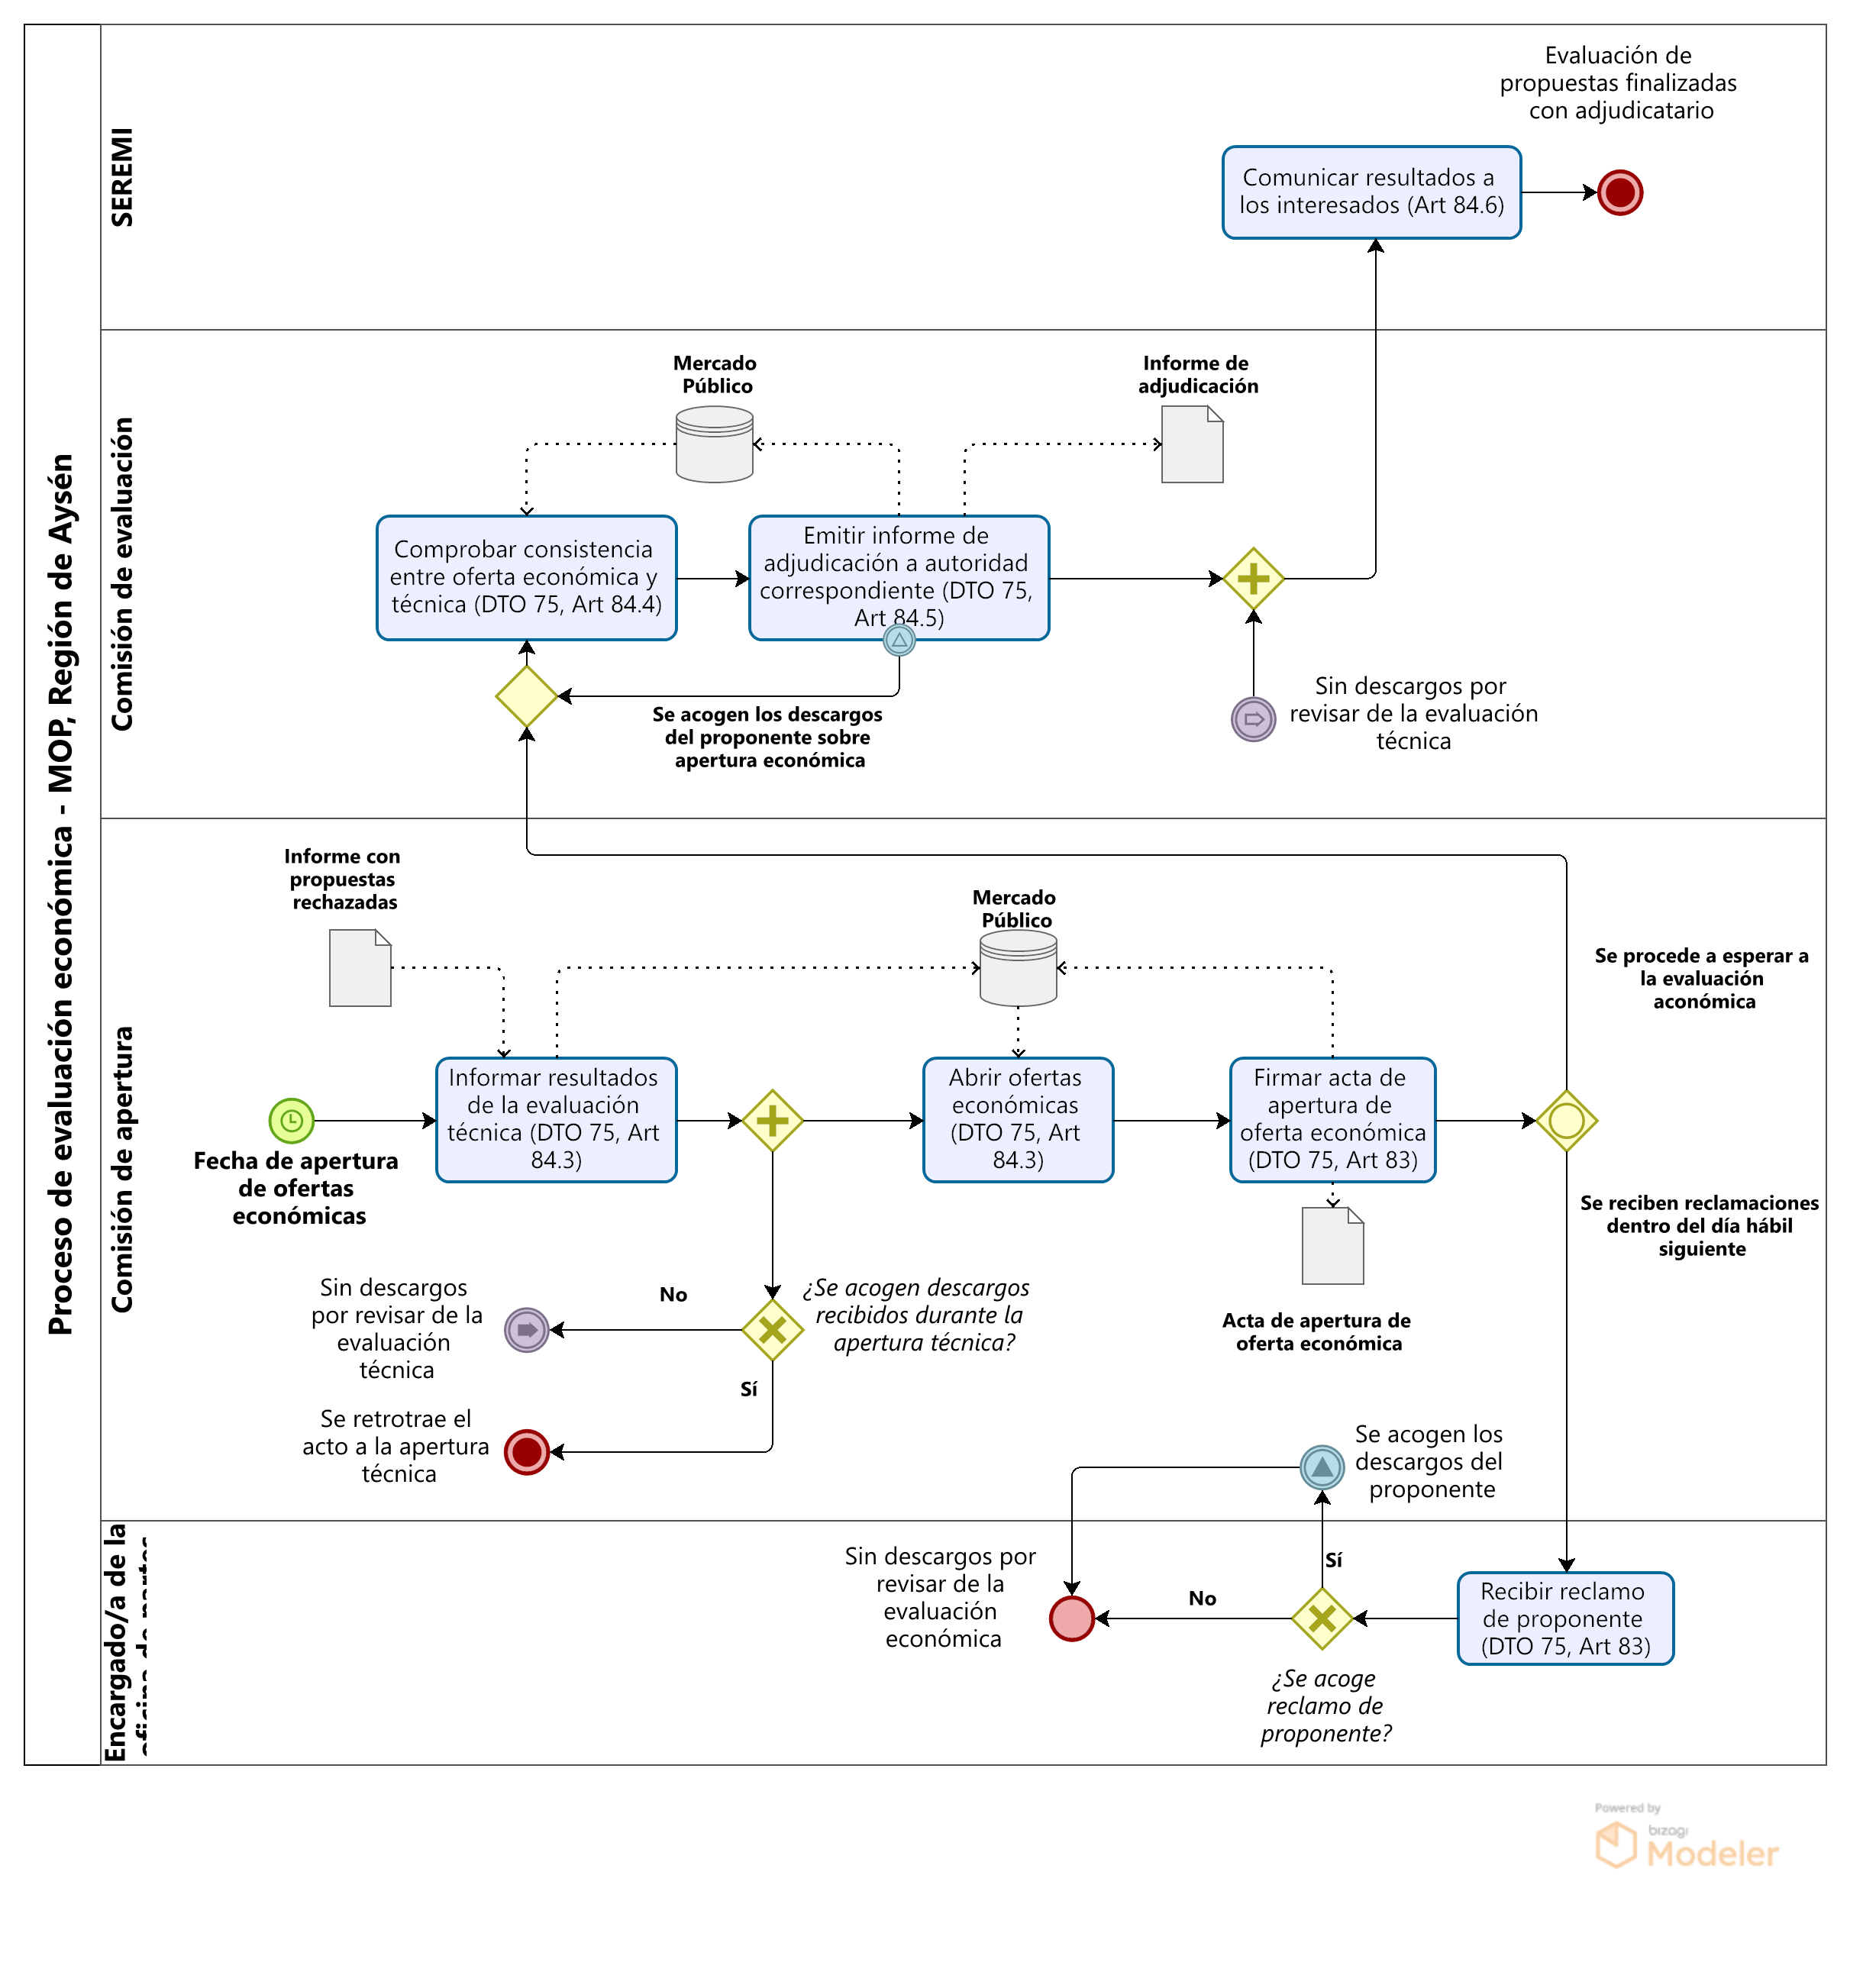 Proceso de evaluación económica - MOP, Región de Aysén
SEREMI
Evaluación de
propuestas finalizadas
con adjudicatario
Comunicar resultados a
los interesados (Art 84.6)
Comisión de evaluación
Mercado
Público
Informe de
adjudicación
Comprobar consistencia
entre oferta económica y
técnica (DTO 75, Art 84.4)
Emitir informe de
adjudicación a autoridad
correspondiente (DTO 75,
Art 84.5)
Se acogen los descargos
del proponente sobre
apertura económica
Sin descargos por
revisar de la evaluación
técnica
Comisión de apertura
Informe con
propuestas
rechazadas
Mercado
Público
Se procede a esperar a
la evaluación
aconómica
Fecha de apertura
de ofertas
económicas
Informar resultados
de la evaluación
técnica (DTO 75, Art
84.3)
Abrir ofertas
económicas
(DTO 75, Art
84.3)
Firmar acta de
apertura de
oferta económica
(DTO 75, Art 83)
Se reciben reclamaciones
dentro del día hábil
siguiente
Acta de apertura de
oferta económica
Sin descargos
por revisar de la
evaluación
técnica
No
¿Se acogen descargos
recibidos durante la
apertura técnica?
Sí
Se retrotrae el
acto a la apertura
técnica
Se acogen los
descargos del
proponente
Encargado/a de la
oficina de partes
Sin descargos por
revisar de la
evaluación
económica
No
Sí
¿Se acoge
reclamo de
proponente?
Recibir reclamo
de proponente
(DTO 75, Art 83)
Powered by
bizagi
Modeler